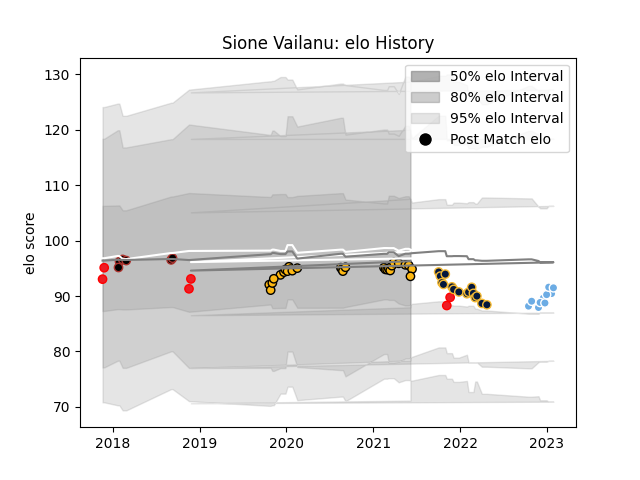 Sione Vailanu: elo History
130
120
110
100
90
80
70
elo score
50% elo Interval
80% elo Interval
95% elo Interval
Post Match elo
2018 2019 2020 2021 2022 2023